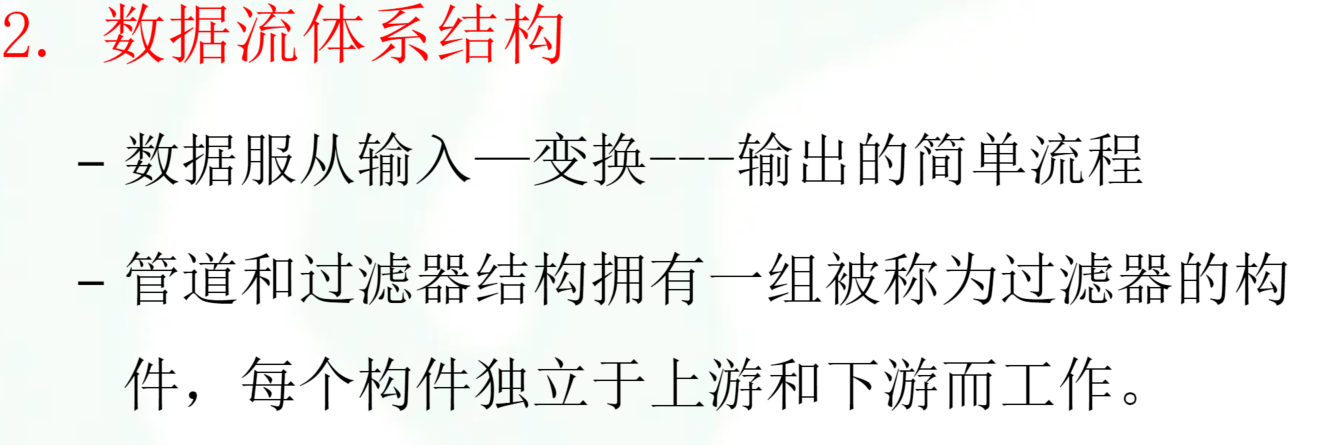 2. 数据流体系结构
– 数据服从输入—变换---输出的简单流程
– 管道和过滤器结构拥有一组被称为过滤器的构
件，每个构件独立于上游和下游而工作。